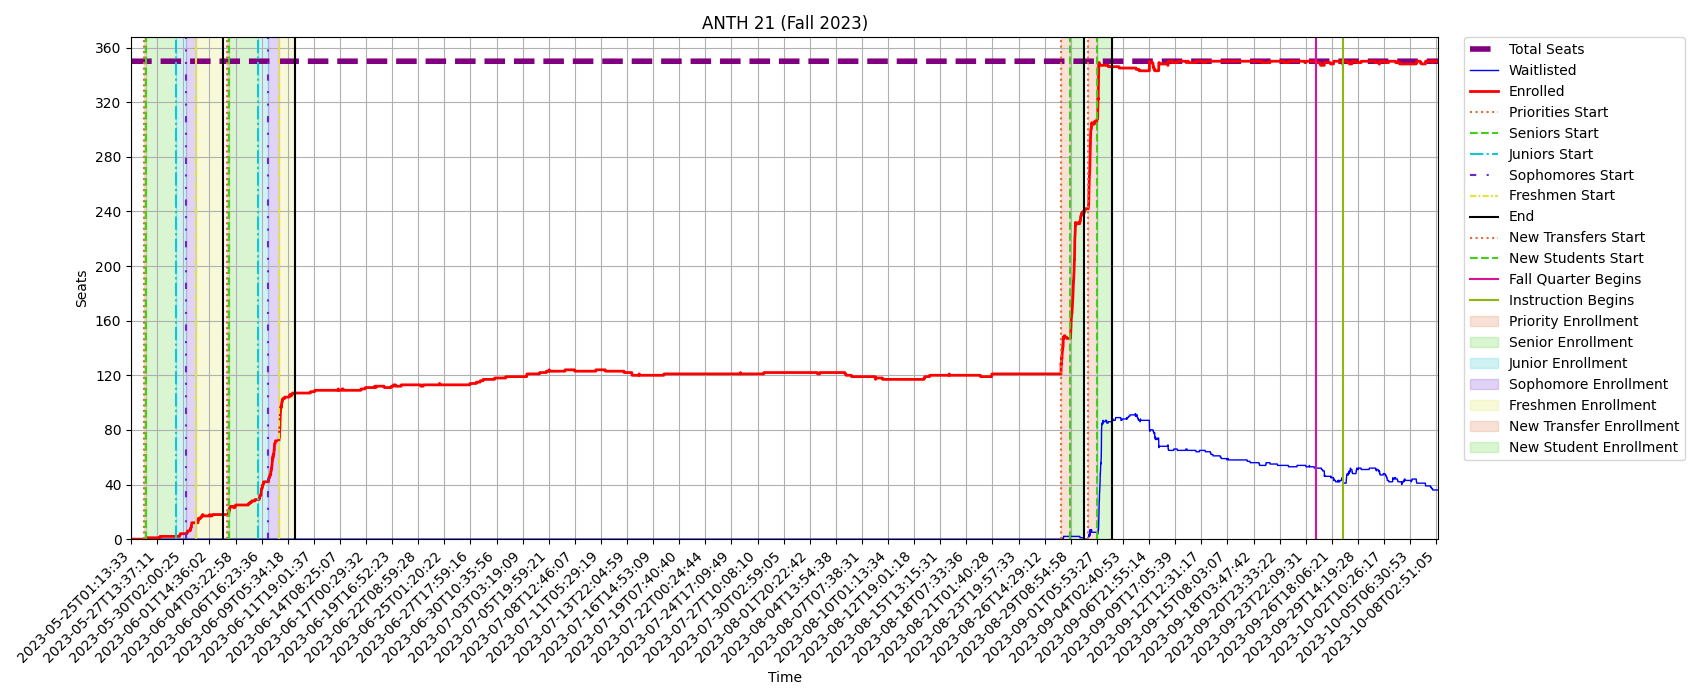 ANTH 21 (Fall 2023)
360
320
280
240
200
160
120
80
40
0
Seats
2023-05-25T01:13:33
2023-05-27T13:37:11
2023-05-30T02:00:25
2023-06-01T14:36:02
2023-06-04T03:22:58
2023-06-06T16:23:36
2023-06-09T05:34:18
2023-06-11T19:01:37
2023-06-14T08:25:07
2023-06-17T00:29:32
2023-06-19T16:52:23
2023-06-22T08:59:28
2023-06-25T01:20:22
2023-06-27T17:59:16
2023-06-30T10:35:56
2023-07-03T03:19:09
2023-07-05T19:59:21
2023-07-08T12:46:07
2023-07-11T05:29:19
2023-07-13T22:04:59
2023-07-16T14:53:09
2023-07-19T07:40:40
2023-07-22T00:24:44
2023-07-24T17:09:49
2023-07-27T10:08:10
2023-07-30T02:59:05
2023-08-01T20:22:42
2023-08-04T13:54:38
2023-08-07T07:38:31
2023-08-10T01:13:34
2023-08-12T19:01:18
2023-08-15T13:15:31
2023-08-18T07:33:36
2023-08-21T01:40:28
2023-08-23T19:57:33
2023-08-26T14:29:12
2023-08-29T08:54:58
2023-09-01T05:53:27
2023-09-04T02:40:53
2023-09-06T21:55:14
2023-09-09T17:05:39
2023-09-12T12:31:17
2023-09-15T08:03:07
2023-09-18T03:47:42
2023-09-20T23:33:22
2023-09-23T22:09:31
2023-09-26T18:06:21
2023-09-29T14:19:28
2023-10-02T10:26:17
2023-10-05T06:30:53
2023-10-08T02:51:05
Time
Total Seats
Waitlisted
Enrolled
Priorities Start
Seniors Start
Juniors Start
Sophomores Start
Freshmen Start
End
New Transfers Start
New Students Start
Fall Quarter Begins
Instruction Begins
Priority Enrollment
Senior Enrollment
Junior Enrollment
Sophomore Enrollment
Freshmen Enrollment
New Transfer Enrollment
New Student Enrollment